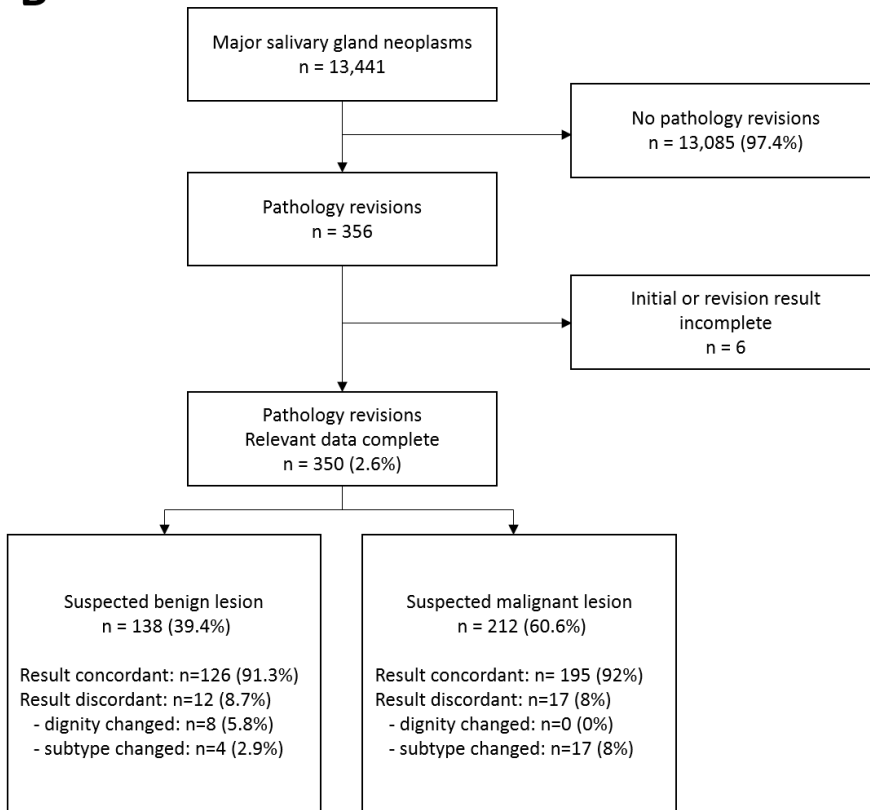 Major salivary gland neoplasms
n = 13,441
No pathology revisions
n = 13,085 (97.4%)
Pathology revisions
n = 356
Initial or revision result
incomplete
n = 6
Pathology revisions
Relevant data complete
n = 350 (2.6%)
Suspected benign lesion
n = 138 (39.4%)
Result concordant: n=126 (91.3%)
Result discordant: n=12 (8.7%)
- dignity changed: n=8 (5.8%)
- subtype changed: n=4 (2.9%)
Suspected malignant lesion
n = 212 (60.6%)
Result concordant: n= 195 (92%)
Result discordant: n=17 (8%)
- dignity changed: n=0 (0%)
- subtype changed: n=17 (8%)